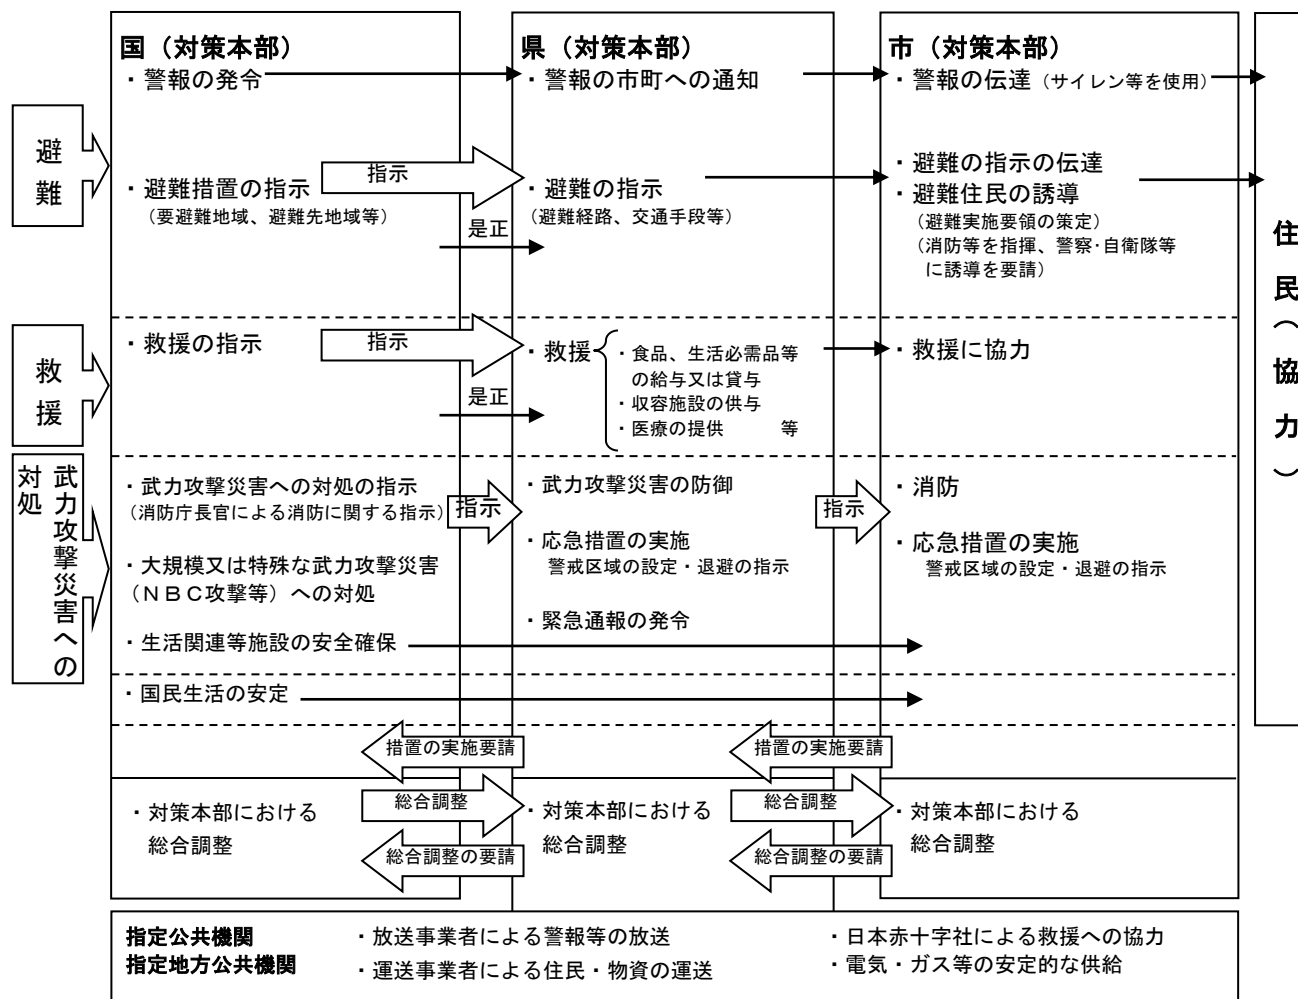 国（対策本部）
・警報の発令
県（対策本部）
・警報の市町への通知
市（対策本部）
・警報の伝達（サイレン等を使用）
避難
・避難措置の指示
（要避難地域、避難先地域等）
指示
是正
・避難の指示
（避難経路、交通手段等）
・避難の指示の伝達
・避難住民の誘導
（避難実施要領の策定）
（消防等を指揮、警察・自衛隊等
に誘導を要請）
住民（協力）
救援
・救援の指示
指示
是正
・救援
・食品、生活必需品等
の給与又は貸与
・収容施設の供与
・医療の提供　　等
・救援に協力
武力攻撃災害への
対処
・武力攻撃災害への対処の指示
（消防庁長官による消防に関する指示）
指示
・大規模又は特殊な武力攻撃災害
（ＮＢＣ攻撃等）への対処
・生活関連等施設の安全確保
・武力攻撃災害の防御
・応急措置の実施
警戒区域の設定・退避の指示
・緊急通報の発令
指示
・消防
・応急措置の実施
警戒区域の設定・退避の指示
・国民生活の安定
措置の実施要請
措置の実施要請
・対策本部における
総合調整
総合調整
総合調整の要請
・対策本部における
総合調整
総合調整
総合調整の要請
・対策本部における
総合調整
指定公共機関
指定地方公共機関
・放送事業者による警報等の放送
・運送事業者による住民・物資の運送
・日本赤十字社による救援への協力
・電気・ガス等の安定的な供給